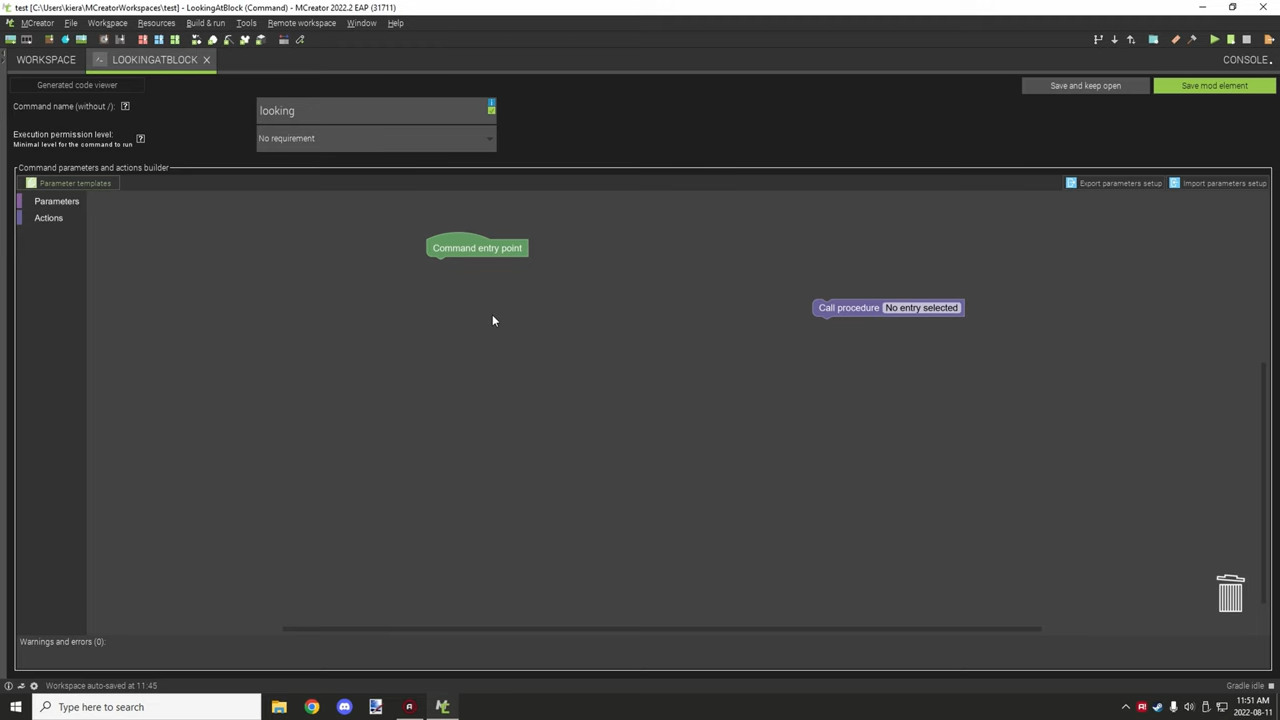 test [C:\Users\kiera\MCreatorWorkspaces\test] - LookingAtBlock (Command) - MCreator 2022.2 EAP (31711)
MCreator File Workspace Resources Build & run Tools Remote workspace Window Help
WORKSPACE LOOKINGATBLOCK CONSOLE
Generated code viewer Save and keep open Save mod element
Command name (without /): looking
Execution permission level: No requirement
Minimal level for the command to run
Command parameters and actions builder
Parameter templates Export parameters setup Import parameters setup
Parameters
Actions
Command entry point
Call procedure No entry selected
Warnings and errors (0):
Workspace auto-saved at 11:45 Gradle idle
Type here to search 11:51 AM
2022-08-11